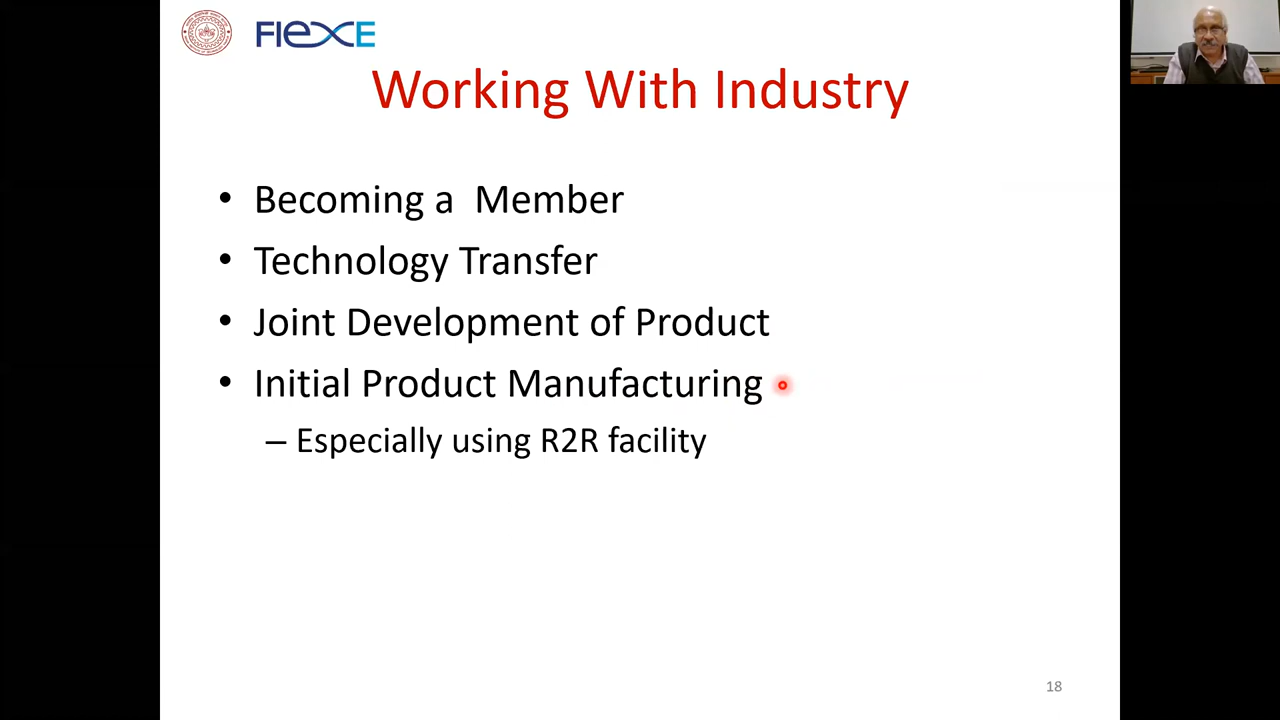 FlexE
Working With Industry
• Becoming a Member
• Technology Transfer
• Joint Development of Product
• Initial Product Manufacturing
– Especially using R2R facility
18